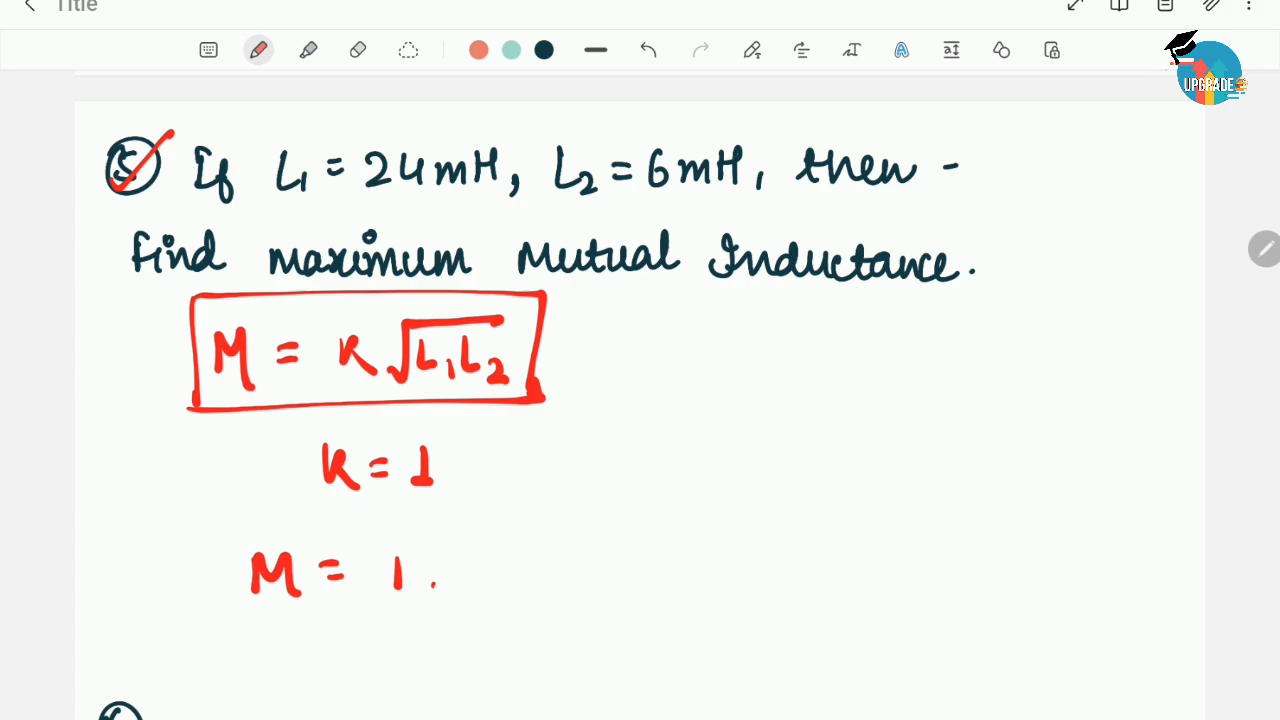 Title
UPGRADE
⑤ If L₁ = 24mH, L₂ = 6mH, then -
Find maximum Mutual Inductance.
M = K √L₁L₂
K = 1
M = 1 .